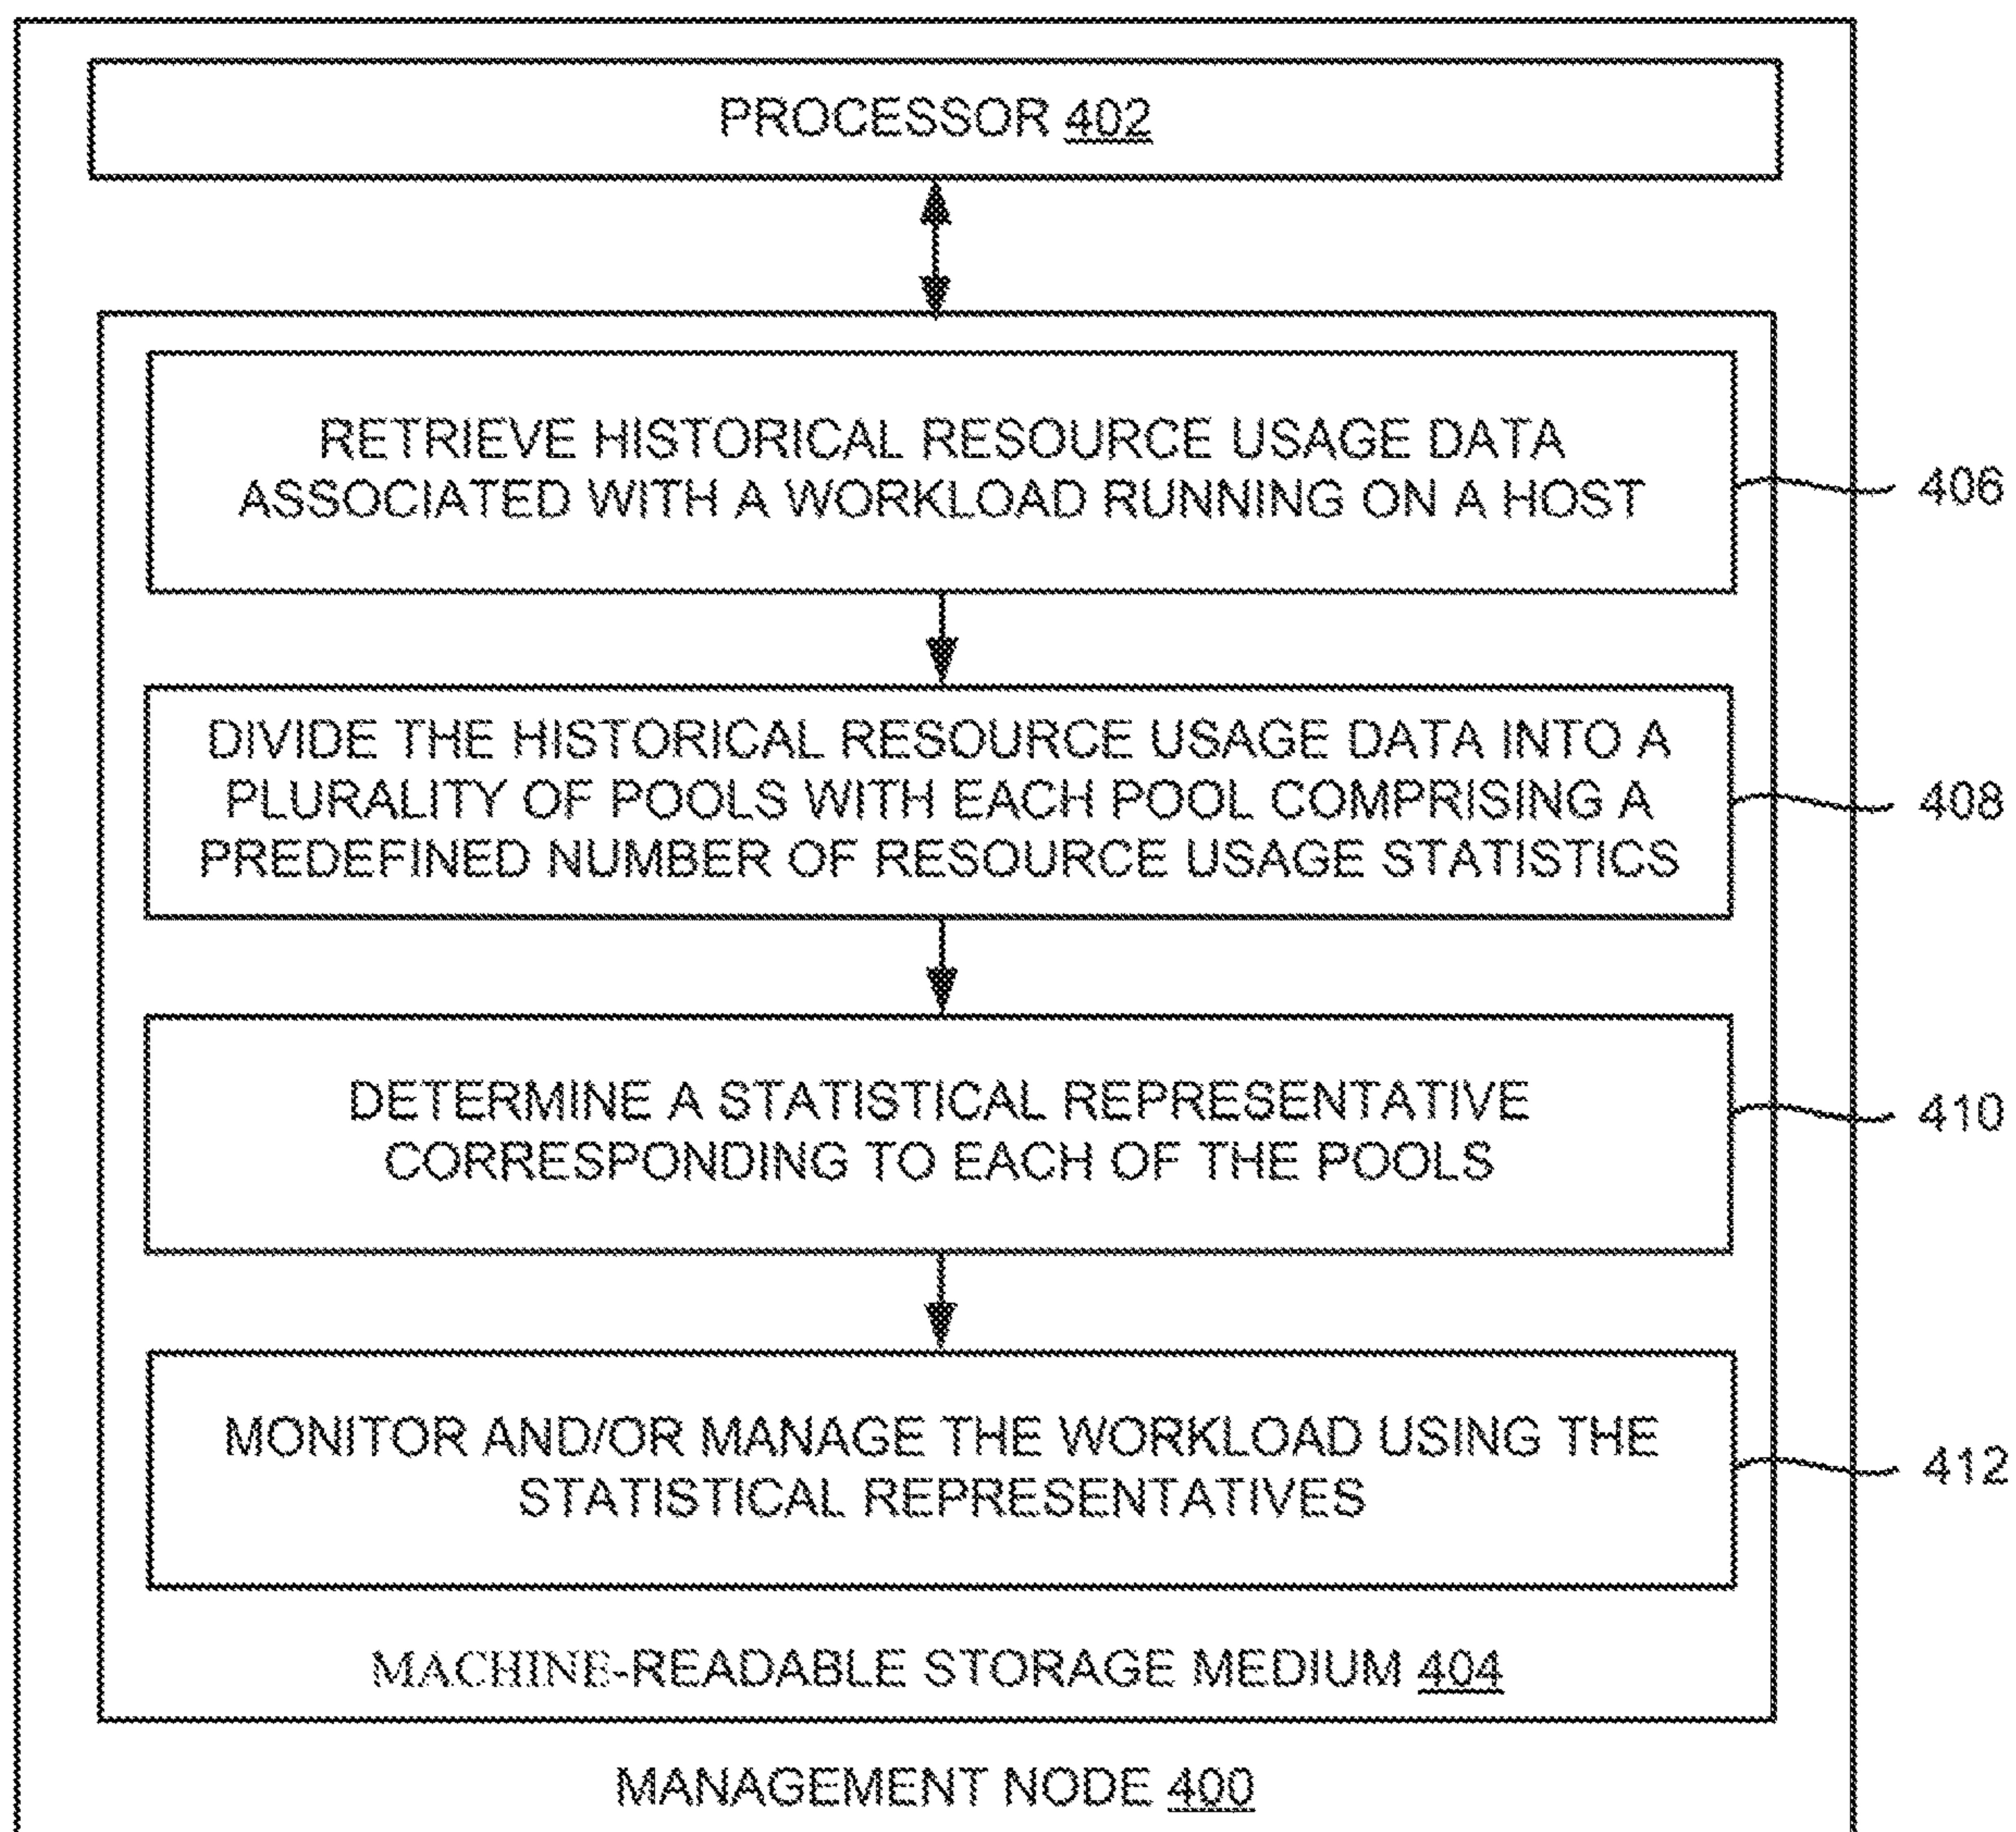 PROCESSOR 402
RETRIEVE HISTORICAL RESOURCE USAGE DATA
ASSOCIATED WITH A WORKLOAD RUNNING ON A HOST
406
DIVIDE THE HISTORICAL RESOURCE USAGE DATA INTO A
PLURALITY OF POOLS WITH EACH POOL COMPRISING A
PREDEFINED NUMBER OF RESOURCE USAGE STATISTICS
408
DETERMINE A STATISTICAL REPRESENTATIVE
CORRESPONDING TO EACH OF THE POOLS
410
MONITOR AND/OR MANAGE THE WORKLOAD USING THE
STATISTICAL REPRESENTATIVES
412
MACHINE-READABLE STORAGE MEDIUM 404
MANAGEMENT NODE 400